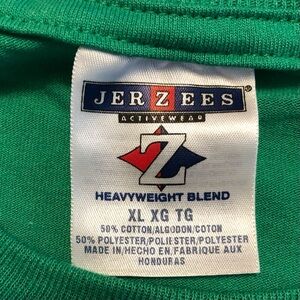 JERZEES®
ACTIVEWEAR
Z
HEAVYWEIGHT BLEND
XL XG TG
50% COTTON/ALGODON/COTON
50% POLYESTER/POLIESTER/POLYESTER
MADE IN/HECHO EN/FABRIQUE AUX
HONDURAS